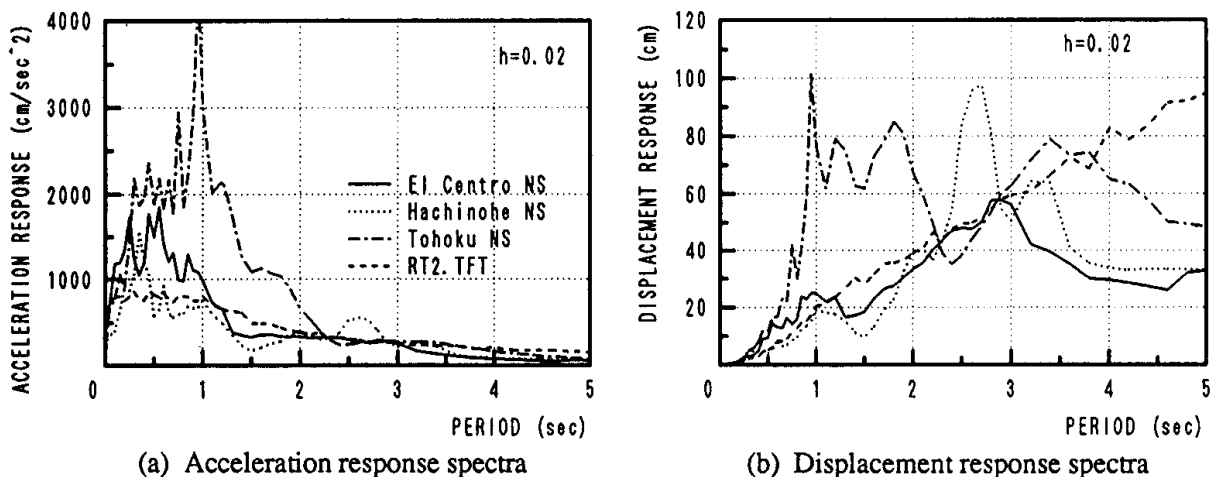 ACCELERATION RESPONSE (cm/sec^2)
4000
3000
2000
1000
h=0.02
El Centro NS
Hachinohe NS
Tohoku NS
RT2.TFT
0 1 2 3 4 5
PERIOD (sec)
(a) Acceleration response spectra
DISPLACEMENT RESPONSE (cm)
120
100
80
60
40
20
h=0.02
0 1 2 3 4 5
PERIOD (sec)
(b) Displacement response spectra